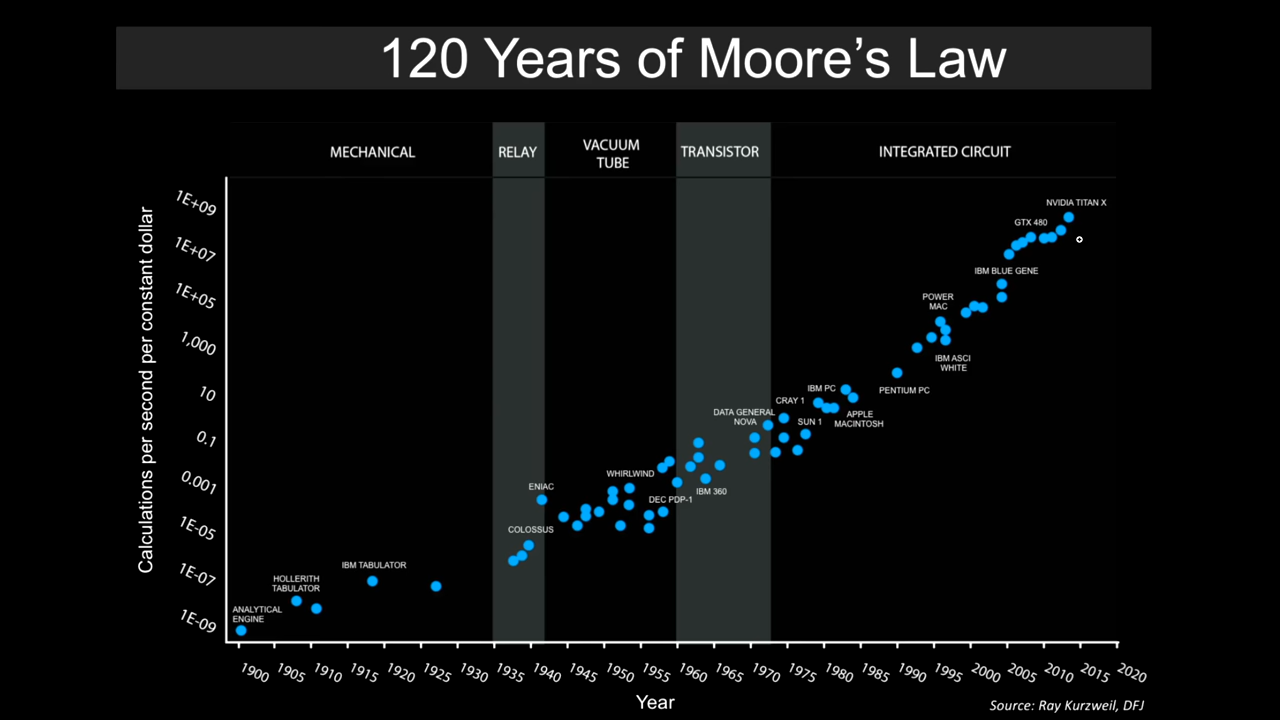 120 Years of Moore's Law
MECHANICAL
RELAY
VACUUM
TUBE
TRANSISTOR
INTEGRATED CIRCUIT
Calculations per second per constant dollar
1E+09
1E+07
1E+05
1,000
10
0.1
0.001
1E-05
1E-07
1E-09
NVIDIA TITAN X
GTX 480
IBM BLUE GENE
POWER
MAC
IBM ASCI
WHITE
PENTIUM PC
IBM PC
CRAY 1
APPLE
MACINTOSH
DATA GENERAL
NOVA
SUN 1
WHIRLWIND
ENIAC
IBM 360
DEC PDP-1
COLOSSUS
IBM TABULATOR
HOLLERITH
TABULATOR
ANALYTICAL
ENGINE
1900 1905 1910 1915 1920 1925 1930 1935 1940 1945 1950 1955 1960 1965 1970 1975 1980 1985 1990 1995 2000 2005 2010 2015 2020
Year
Source: Ray Kurzweil, DFJ